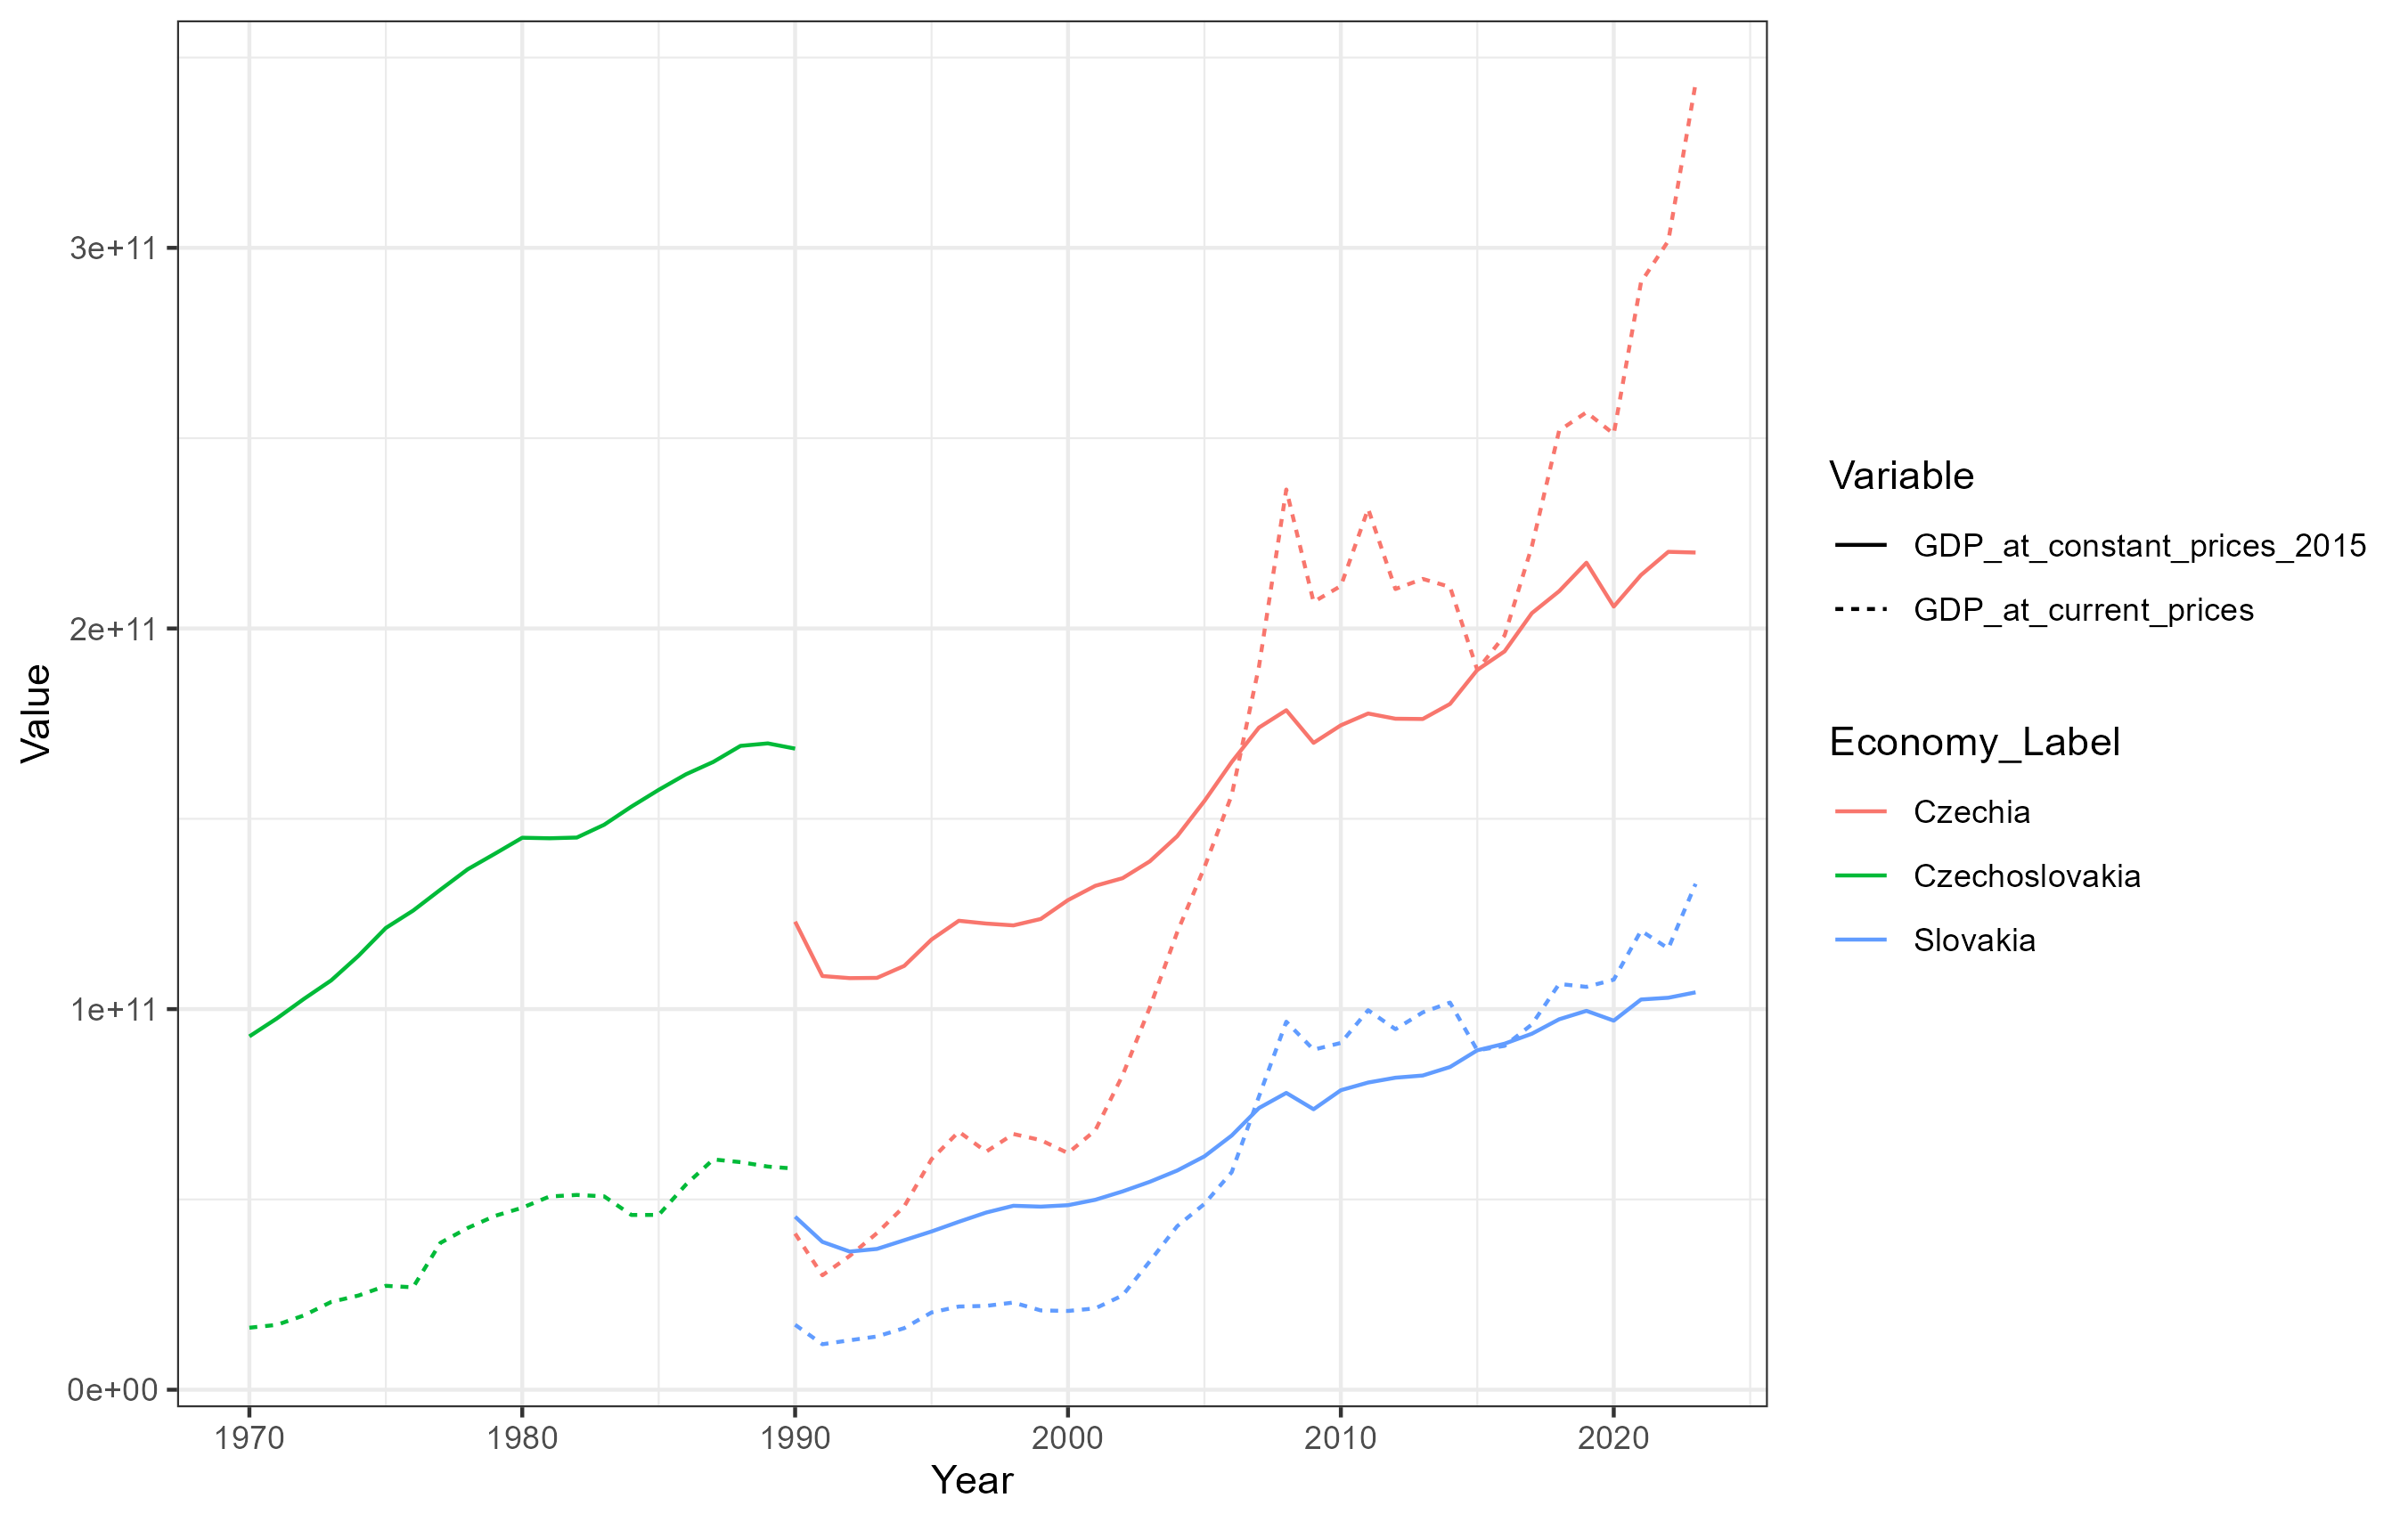 3e+11
2e+11
1e+11
0e+00
Value
1970 1980 1990 2000 2010 2020
Year
Variable
GDP_at_constant_prices_2015
GDP_at_current_prices
Economy_Label
Czechia
Czechoslovakia
Slovakia